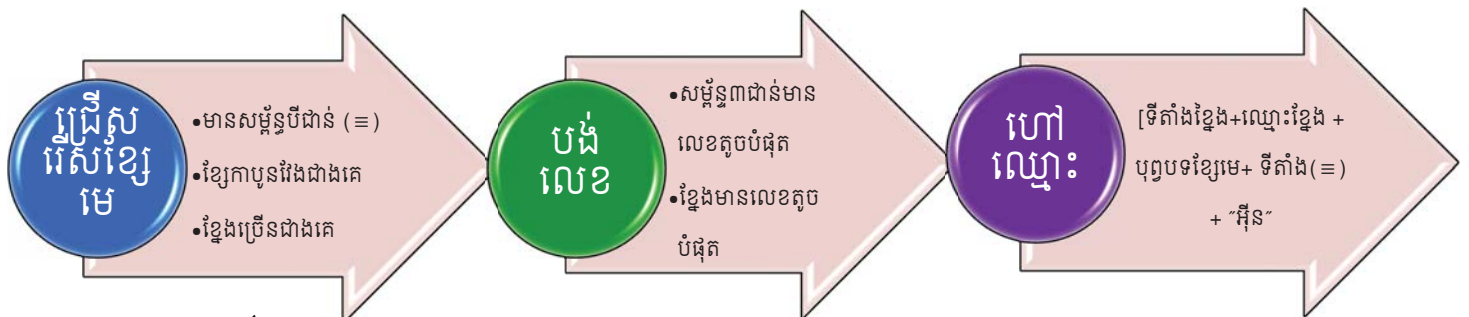 ជ្រើស
រើសខ្សែ
មេ
•មានសម្ព័ន្ធបីជាន់ (≡)
•ខ្សែកាបូនវែងជាងគេ
•ខ្នែងច្រើនជាងគេ
បង់
លេខ
•សម្ព័ន្ធ៣ជាន់មាន
លេខតូចបំផុត
•ខ្នែងមានលេខតូច
បំផុត
ហៅ
ឈ្មោះ
[ទីតាំងខ្នែង+ឈ្មោះខ្នែង +
បុព្វបទខ្សែមេ+ ទីតាំង(≡)
+ ˝អ៊ីន˝